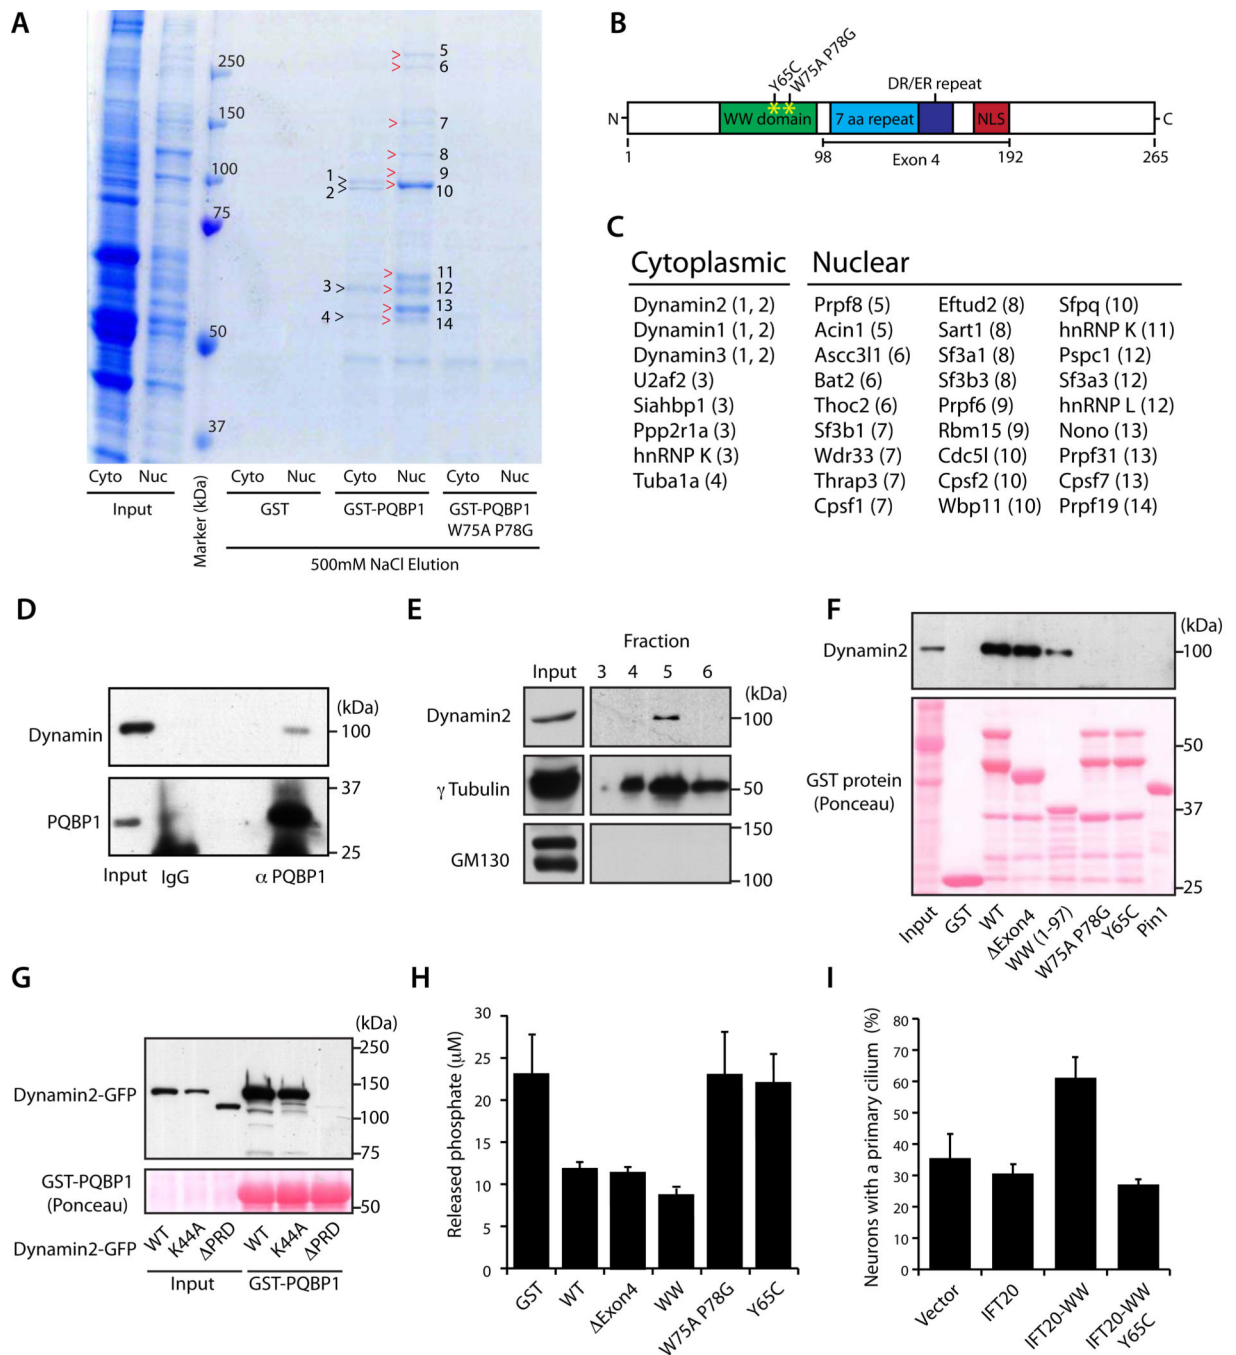 A
250
150
100
75
50
37
5
6
7
8
9
10
1 >
2 >
3 >
4 >
11
12
13
14
Cyto Nuc
Cyto Nuc Cyto Nuc Cyto Nuc
Input
Marker (kDa)
GST
GST-PQBP1
GST-PQBP1
W75A P78G
500mM NaCl Elution
B
Y65C
W75A P78G
DR/ER repeat
N
WW domain
7 aa repeat
NLS
C
1
98
Exon 4
192
265
C
Cytoplasmic
Dynamin2 (1, 2)
Dynamin1 (1, 2)
Dynamin3 (1, 2)
U2af2 (3)
Siahbp1 (3)
Ppp2r1a (3)
hnRNP K (3)
Tuba1a (4)
Nuclear
Prpf8 (5)
Acin1 (5)
Ascc3l1 (6)
Bat2 (6)
Thoc2 (6)
Sf3b1 (7)
Wdr33 (7)
Thrap3 (7)
Cpsf1 (7)
Eftud2 (8)
Sart1 (8)
Sf3a1 (8)
Sf3b3 (8)
Prpf6 (9)
Rbm15 (9)
Cdc5l (10)
Cpsf2 (10)
Wbp11 (10)
Sfpq (10)
hnRNP K (11)
Pspc1 (12)
Sf3a3 (12)
hnRNP L (12)
Nono (13)
Prpf31 (13)
Cpsf7 (13)
Prpf19 (14)
D
(kDa)
Dynamin
100
37
PQBP1
25
Input IgG α PQBP1
E
Fraction
Input 3 4 5 6
(kDa)
Dynamin2
100
γ Tubulin
50
150
GM130
100
F
(kDa)
Dynamin2
100
50
GST protein
(Ponceau)
37
25
Input
GST
WT
ΔExon4
WW (1-97)
W75A P78G
Y65C
Pin1
G
(kDa)
250
Dynamin2-GFP
150
100
75
GST-PQBP1
(Ponceau)
50
Dynamin2-GFP
WT
K44A
ΔPRD
WT
K44A
ΔPRD
Input
GST-PQBP1
H
Released phosphate (μM)
30
25
20
15
10
5
0
GST
WT
ΔExon4
WW
W75A P78G
Y65C
I
Neurons with a primary cilium (%)
80
70
60
50
40
30
20
10
0
Vector
IFT20
IFT20-WW
IFT20-WW
Y65C